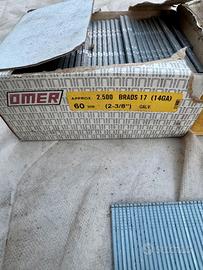 OMER
APPROX 2.500 BRADS 17 (14GA)
60 mm (2-3/8") GALV.